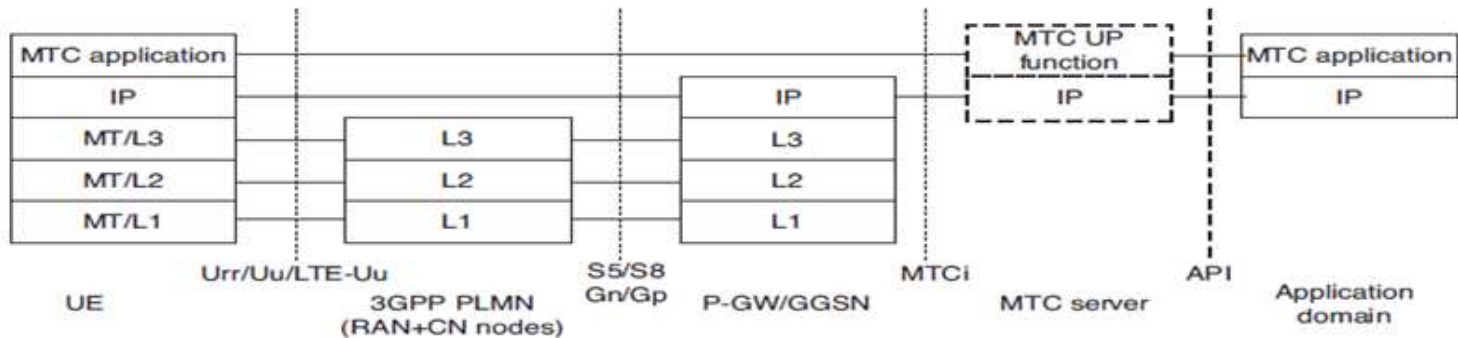 MTC application
IP
MT/L3
MT/L2
MT/L1
L3
L2
L1
IP
L3
L2
L1
MTC UP
function
IP
MTC application
IP
Urr/Uu/LTE-Uu
S5/S8
Gn/Gp
MTCi
API
UE
3GPP PLMN
(RAN+CN nodes)
P-GW/GGSN
MTC server
Application
domain